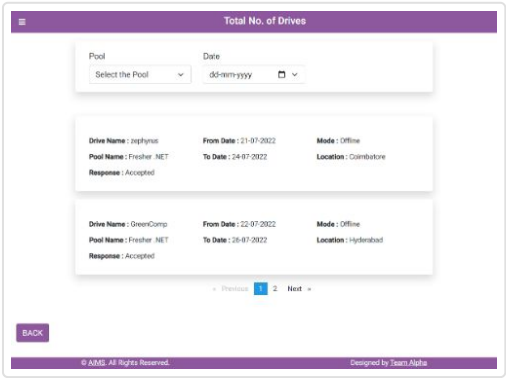 Total No. of Drives
Pool Date
Select the Pool dd-mm-yyyy
Drive Name : zephyrus From Date : 21-07-2022 Mode : Offline
Pool Name : Fresher .NET To Date : 24-07-2022 Location : Coimbatore
Response : Accepted
Drive Name : GreenComp From Date : 22-07-2022 Mode : Offline
Pool Name : Fresher .NET To Date : 26-07-2022 Location : Hyderabad
Response : Accepted
« Previous 1 2 Next »
BACK
© AIMS, All Rights Reserved. Designed by Team Alpha